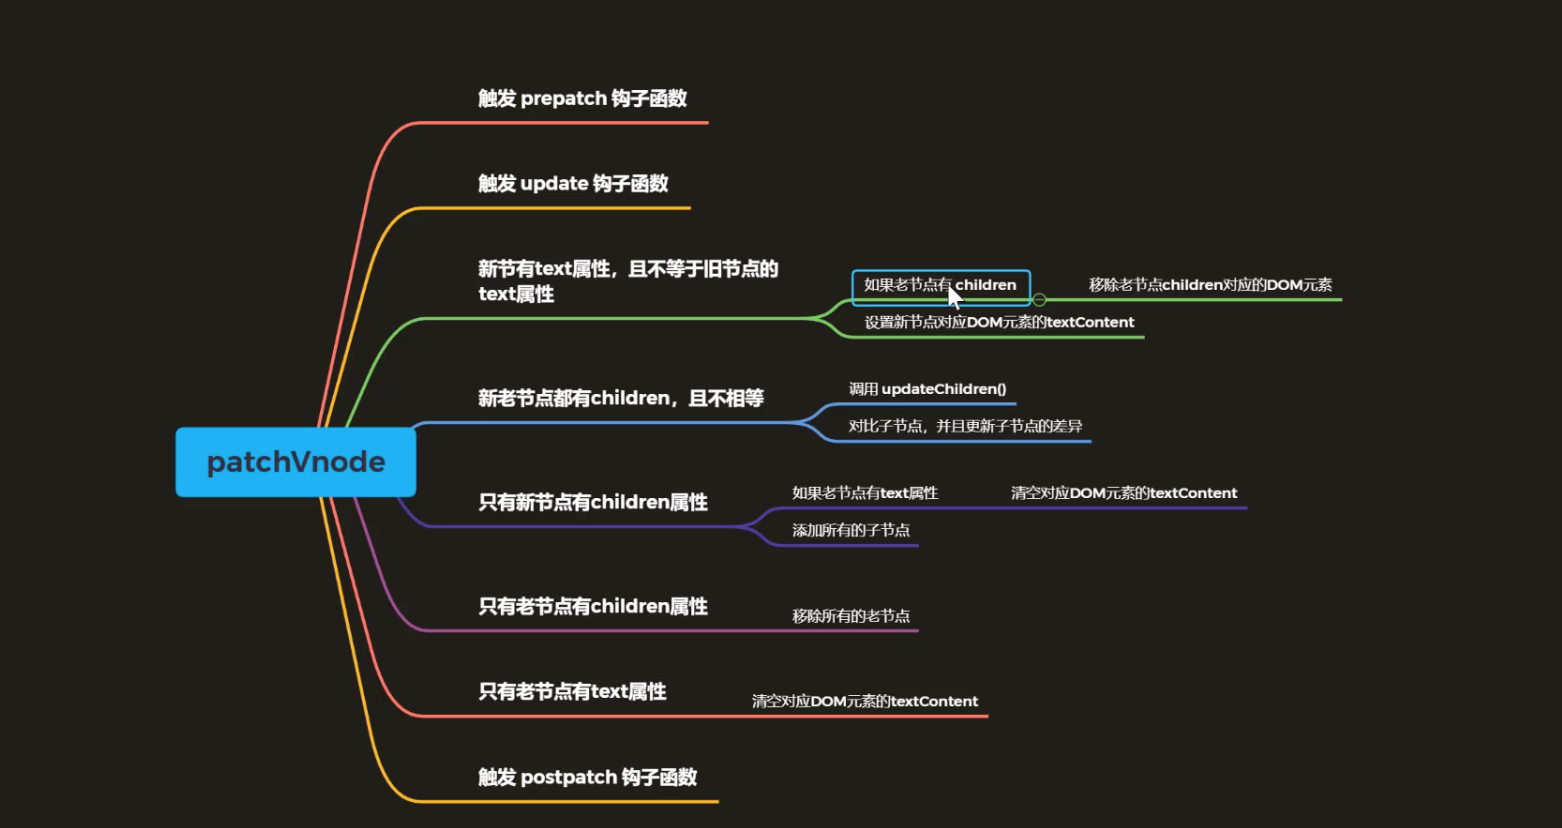 patchVnode
触发 prepatch 钩子函数
触发 update 钩子函数
新节有text属性，且不等于旧节点的
text属性
如果老节点有 children
移除老节点children对应的DOM元素
设置新节点对应DOM元素的textContent
新老节点都有children，且不相等
调用 updateChildren()
对比子节点，并且更新子节点的差异
只有新节点有children属性
如果老节点有text属性
清空对应DOM元素的textContent
添加所有的子节点
只有老节点有children属性
移除所有的老节点
只有老节点有text属性
清空对应DOM元素的textContent
触发 postpatch 钩子函数